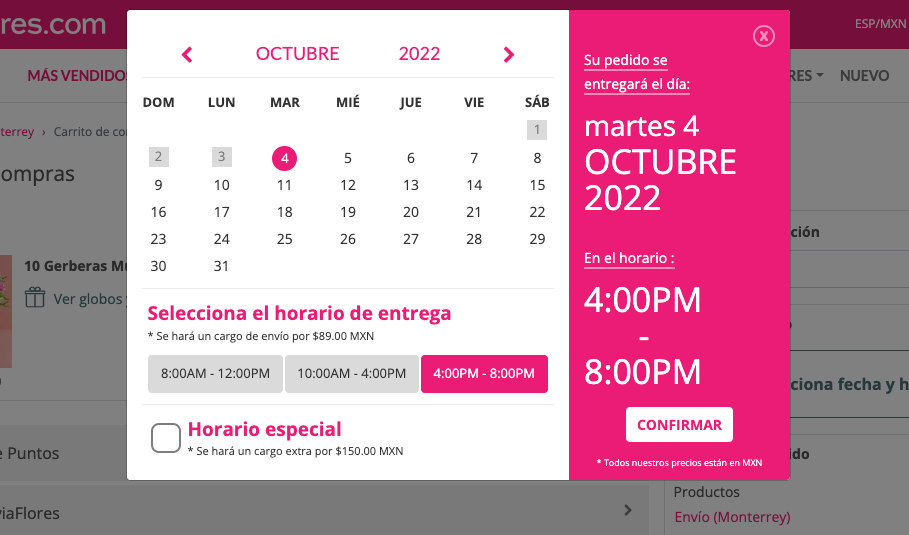 res.com
ESP/MXN
MÁS VENDIDOS
RES
NUEVO
terrey › Carrito de co
ompras
10 Gerberas Mu
Ver globos y
e Puntos
viaFlores
OCTUBRE 2022
DOM LUN MAR MIÉ JUE VIE SÁB
1
2 3 4 5 6 7 8
9 10 11 12 13 14 15
16 17 18 19 20 21 22
23 24 25 26 27 28 29
30 31
Selecciona el horario de entrega
* Se hará un cargo de envío por $89.00 MXN
8:00AM - 12:00PM 10:00AM - 4:00PM 4:00PM - 8:00PM
Horario especial
* Se hará un cargo extra por $150.00 MXN
X
Su pedido se
entregará el día:
martes 4
OCTUBRE
2022
En el horario :
4:00PM
-
8:00PM
CONFIRMAR
* Todos nuestros precios están en MXN
ción
o
ciona fecha y h
dido
Productos
Envío (Monterrey)